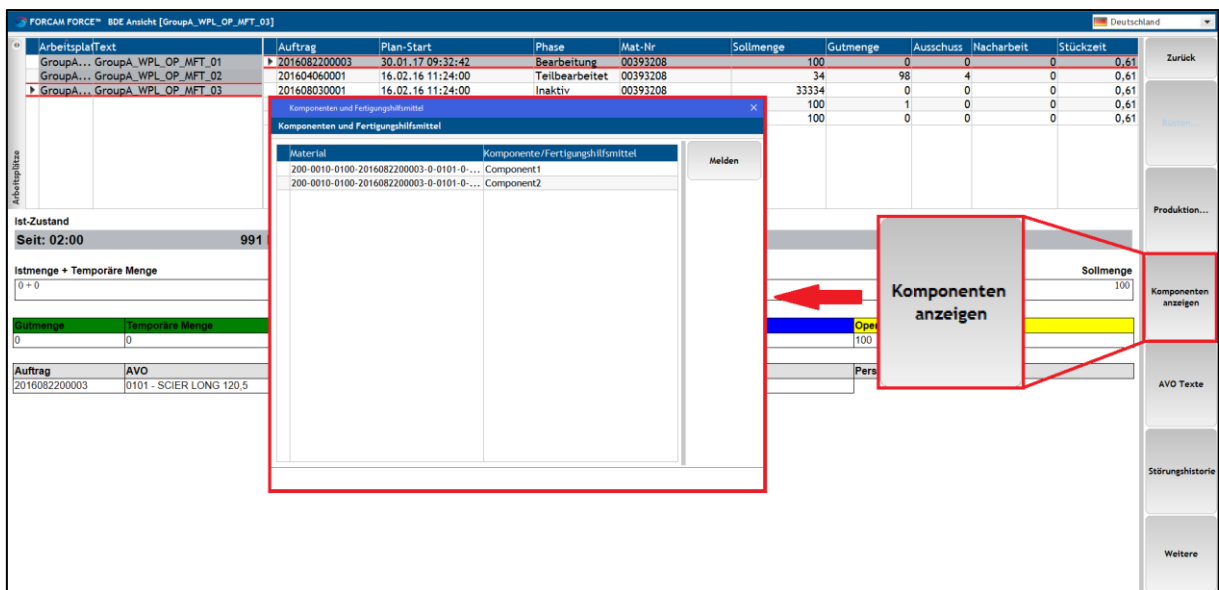 FORCAM FORCE™ BDE Ansicht [GroupA_WPL_OP_MFT_03]
Deutschland
ArbeitsplatText Auftrag Plan-Start Phase Mat-Nr Sollmenge Gutmenge Ausschuss Nacharbeit Stückzeit
GroupA... GroupA_WPL_OP_MFT_01 2016082200003 30.01.17 09:32:42 Bearbeitung 00393208 100 0 0 0 0,61
GroupA... GroupA_WPL_OP_MFT_02 201604060001 16.02.16 11:24:00 Teilbearbeitet 00393208 34 98 4 0 0,61
GroupA... GroupA_WPL_OP_MFT_03 201608030001 16.02.16 11:24:00 Inaktiv 00393208 33334 0 0 0 0,61
100 1 0 0 0,61
100 0 0 0 0,61
Arbeitsplätze
Komponenten und Fertigungshilfsmittel
Komponenten und Fertigungshilfsmittel
Material Komponente/Fertigungshilfsmittel
200-0010-0100-2016082200003-0-0101-0-... Component1
200-0010-0100-2016082200003-0-0101-0-... Component2
Melden
Ist-Zustand
Seit: 02:00 991
Istmenge + Temporäre Menge Sollmenge
0 + 0 100
Gutmenge Temporäre Menge Oper
0 0 100
Auftrag AVO Pers
2016082200003 0101 - SCIER LONG 120,5
Komponenten
anzeigen
Zurück
Rüsten...
Produktion...
Komponenten
anzeigen
AVO Texte
Störungshistorie
Weitere